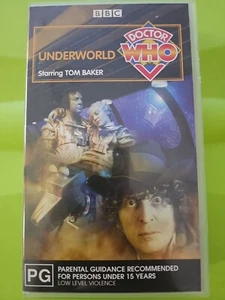 BBC
DOCTOR
WHO
UNDERWORLD
Starring TOM BAKER
PG
PARENTAL GUIDANCE RECOMMENDED
FOR PERSONS UNDER 15 YEARS
LOW LEVEL VIOLENCE